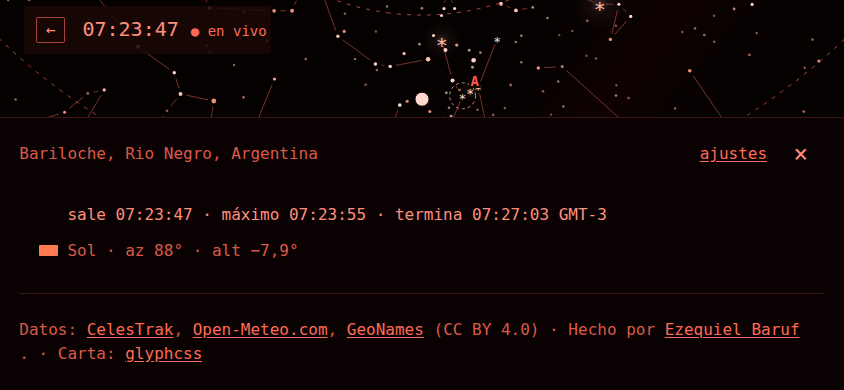 ← 07:23:47 ● en vivo
A
Bariloche, Rio Negro, Argentina ajustes ×
sale 07:23:47 · máximo 07:23:55 · termina 07:27:03 GMT-3
Sol · az 88° · alt −7,9°
Datos: CelesTrak, Open-Meteo.com, GeoNames (CC BY 4.0) · Hecho por Ezequiel Baruf
. · Carta: glyphcss